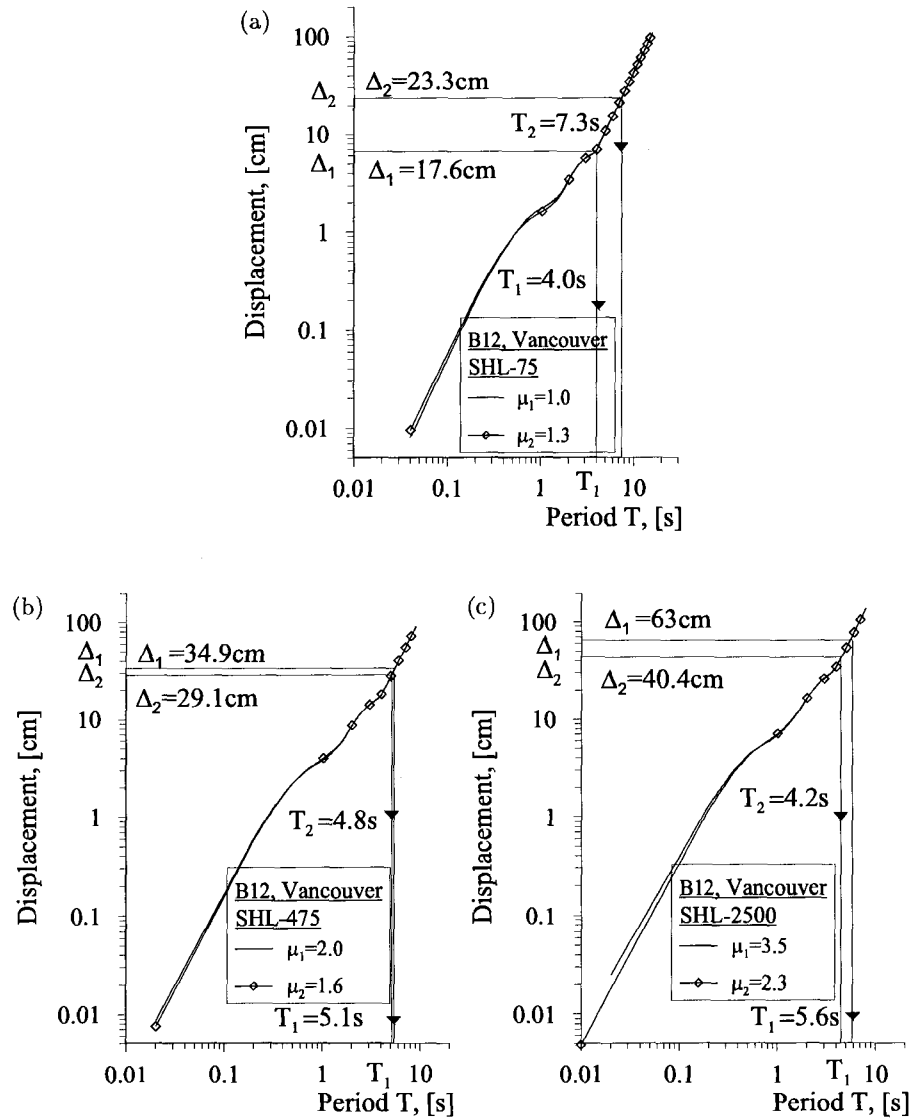 (a)
100
Δ₂=23.3cm
Δ₂
T₂=7.3s
10
Δ₁
Δ₁=17.6cm
Displacement, [cm]
1
T₁=4.0s
0.1
B12, Vancouver
SHL-75
μ₁=1.0
μ₂=1.3
0.01
0.01 0.1 1 T₁ 10
Period T, [s]
(b)
100
Δ₁
Δ₁=34.9cm
Δ₂
Δ₂=29.1cm
10
Displacement, [cm]
1
T₂=4.8s
0.1
B12, Vancouver
SHL-475
μ₁=2.0
μ₂=1.6
T₁=5.1s
0.01
0.01 0.1 1 T₁ 10
Period T, [s]
(c)
Δ₁=63cm
100
Δ₁
Δ₂
Δ₂=40.4cm
10
Displacement, [cm]
1
T₂=4.2s
0.1
B12, Vancouver
SHL-2500
μ₁=3.5
μ₂=2.3
T₁=5.6s
0.01
0.01 0.1 1 T₁ 10
Period T, [s]